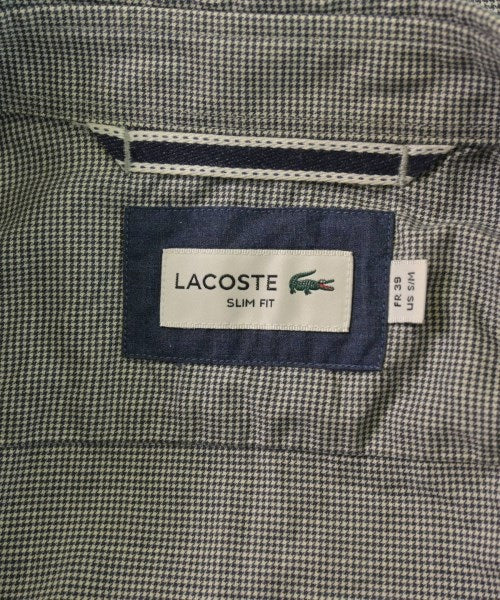 LACOSTE
SLIM FIT
FR 39
US S/M